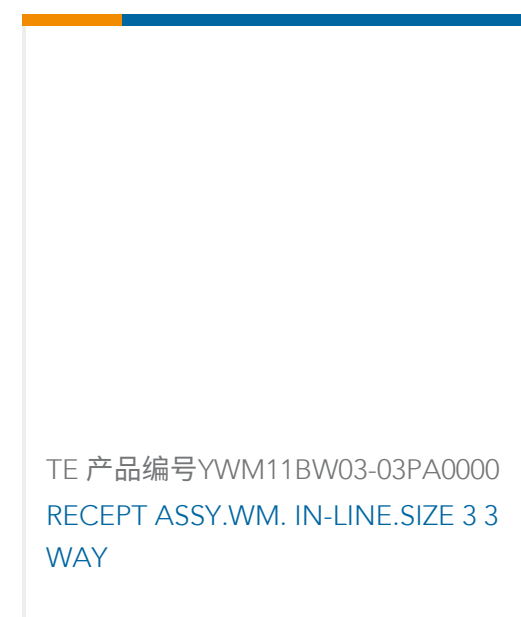 TE 产品编号YWM11BW03-03PA0000
RECEPT ASSY.WM. IN-LINE.SIZE 3 3
WAY